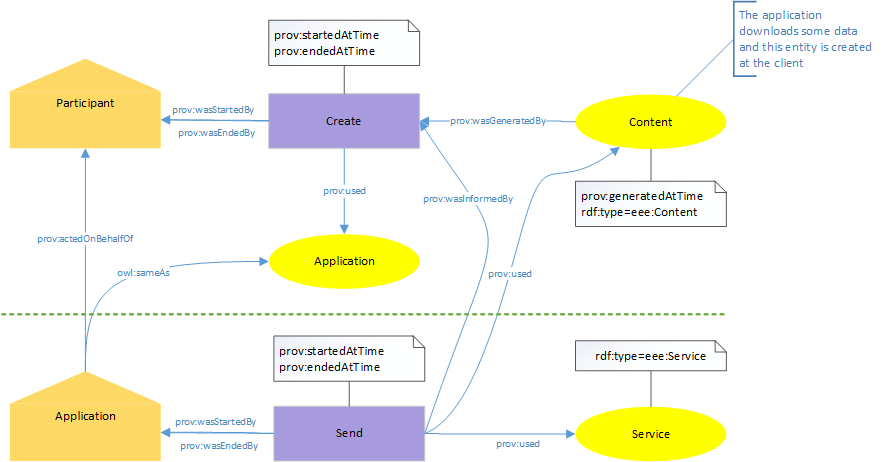 The application
downloads some data
and this entity is created
at the client
prov:startedAtTime
prov:endedAtTime
Participant
prov:wasStartedBy
prov:wasEndedBy
Create
prov:wasGeneratedBy
Content
prov:used
prov:wasInformedBy
prov:generatedAtTime
rdf:type=eee:Content
prov:actedOnBehalfOf
owl:sameAs
Application
prov:used
prov:startedAtTime
prov:endedAtTime
rdf:type=eee:Service
Application
prov:wasStartedBy
prov:wasEndedBy
Send
prov:used
Service